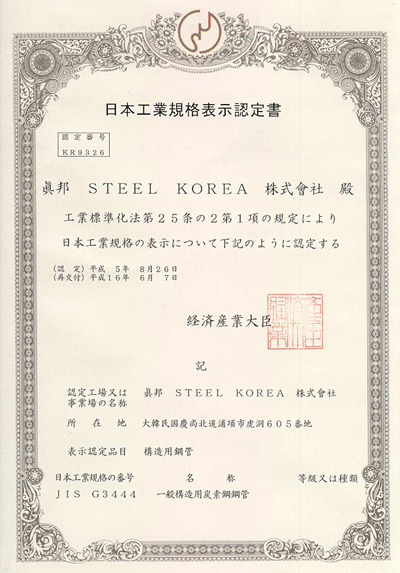 日本工業規格表示認定書
認定番号
KR9326
眞邦 STEEL KOREA 株式會社 殿
工業標準化法第25条の2第1項の規定により
日本工業規格の表示について下記のように認定する
(認 定)平成 5年 8月26日
(再交付)平成16年 6月 7日
経済産業大臣
記
認定工場又は
事業場の名称
眞邦 STEEL KOREA 株式會社
所在地 大韓民国慶尚北道浦項市虎洞605番地
表示認定品目 構造用鋼管
日本工業規格の番号 名称 等級又は種類
JIS G3444 一般構造用炭素鋼鋼管